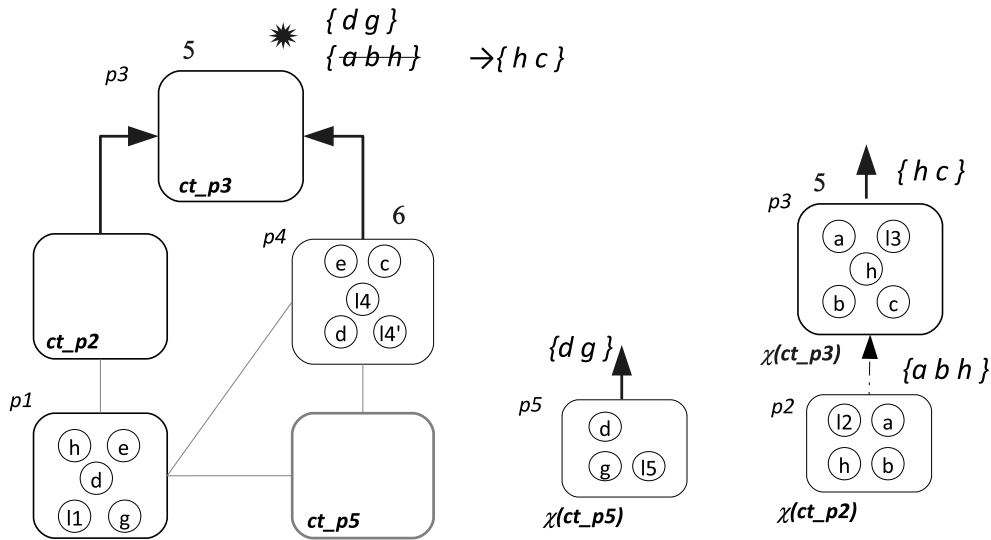 { d g }
5
{ a b h } →{ h c }
p3
ct_p3
{ h c }
5
p3
6
p4
a l3
e c
h
l4
b c
d l4'
ct_p2
{d g }
χ(ct_p3)
{a b h }
p1
p5
p2
h e
d
l2 a
d
g l5
h b
l1 g
ct_p5
χ(ct_p5)
χ(ct_p2)